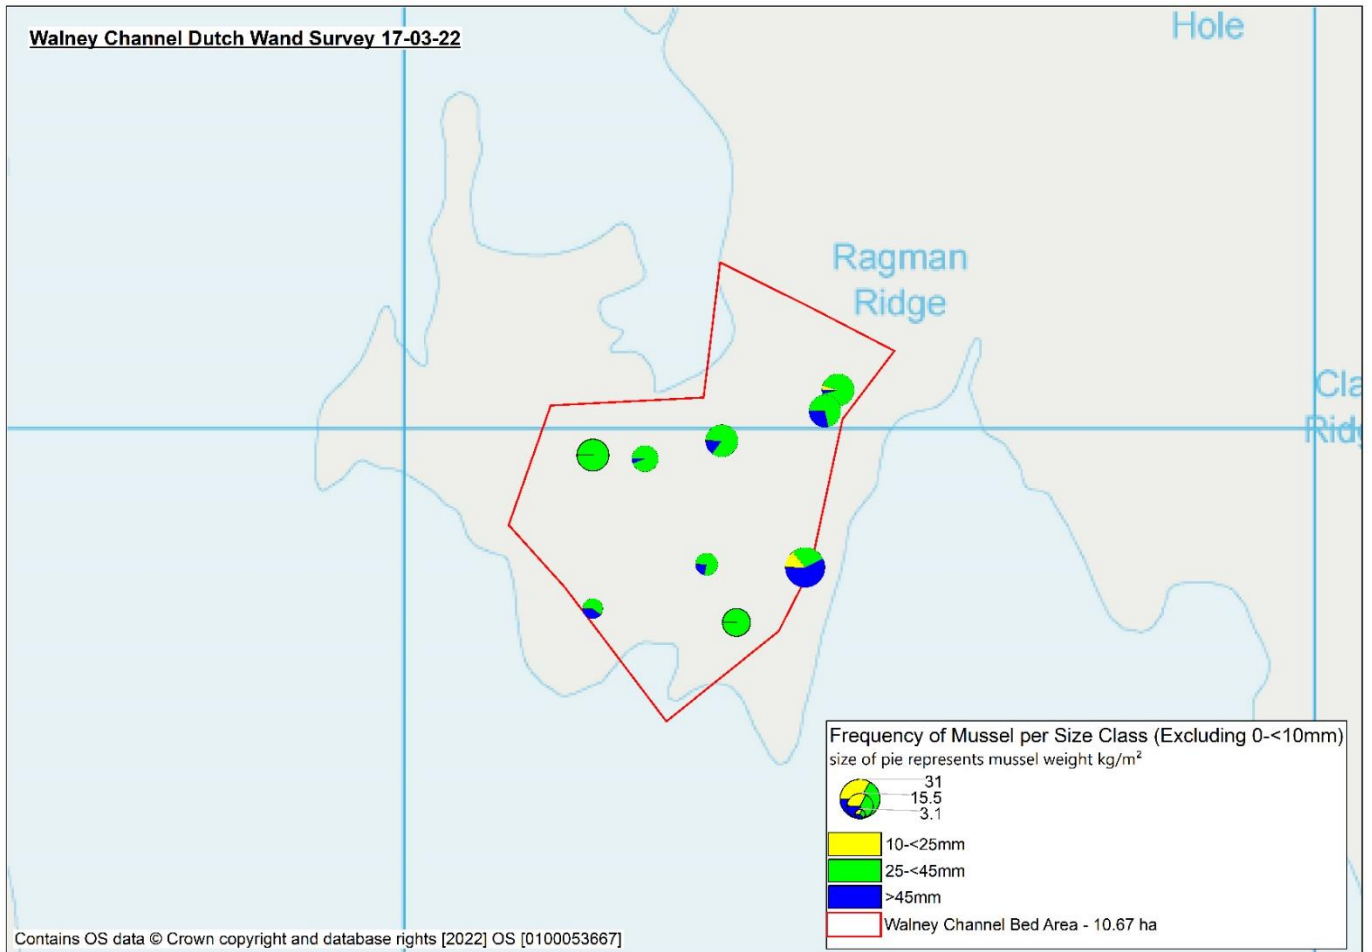 Walney Channel Dutch Wand Survey 17-03-22
Hole
Ragman
Ridge
Cla
Ridg
Frequency of Mussel per Size Class (Excluding 0-<10mm)
size of pie represents mussel weight kg/m²
31
15.5
3.1
10-<25mm
25-<45mm
>45mm
Walney Channel Bed Area - 10.67 ha
Contains OS data © Crown copyright and database rights [2022] OS [0100053667]